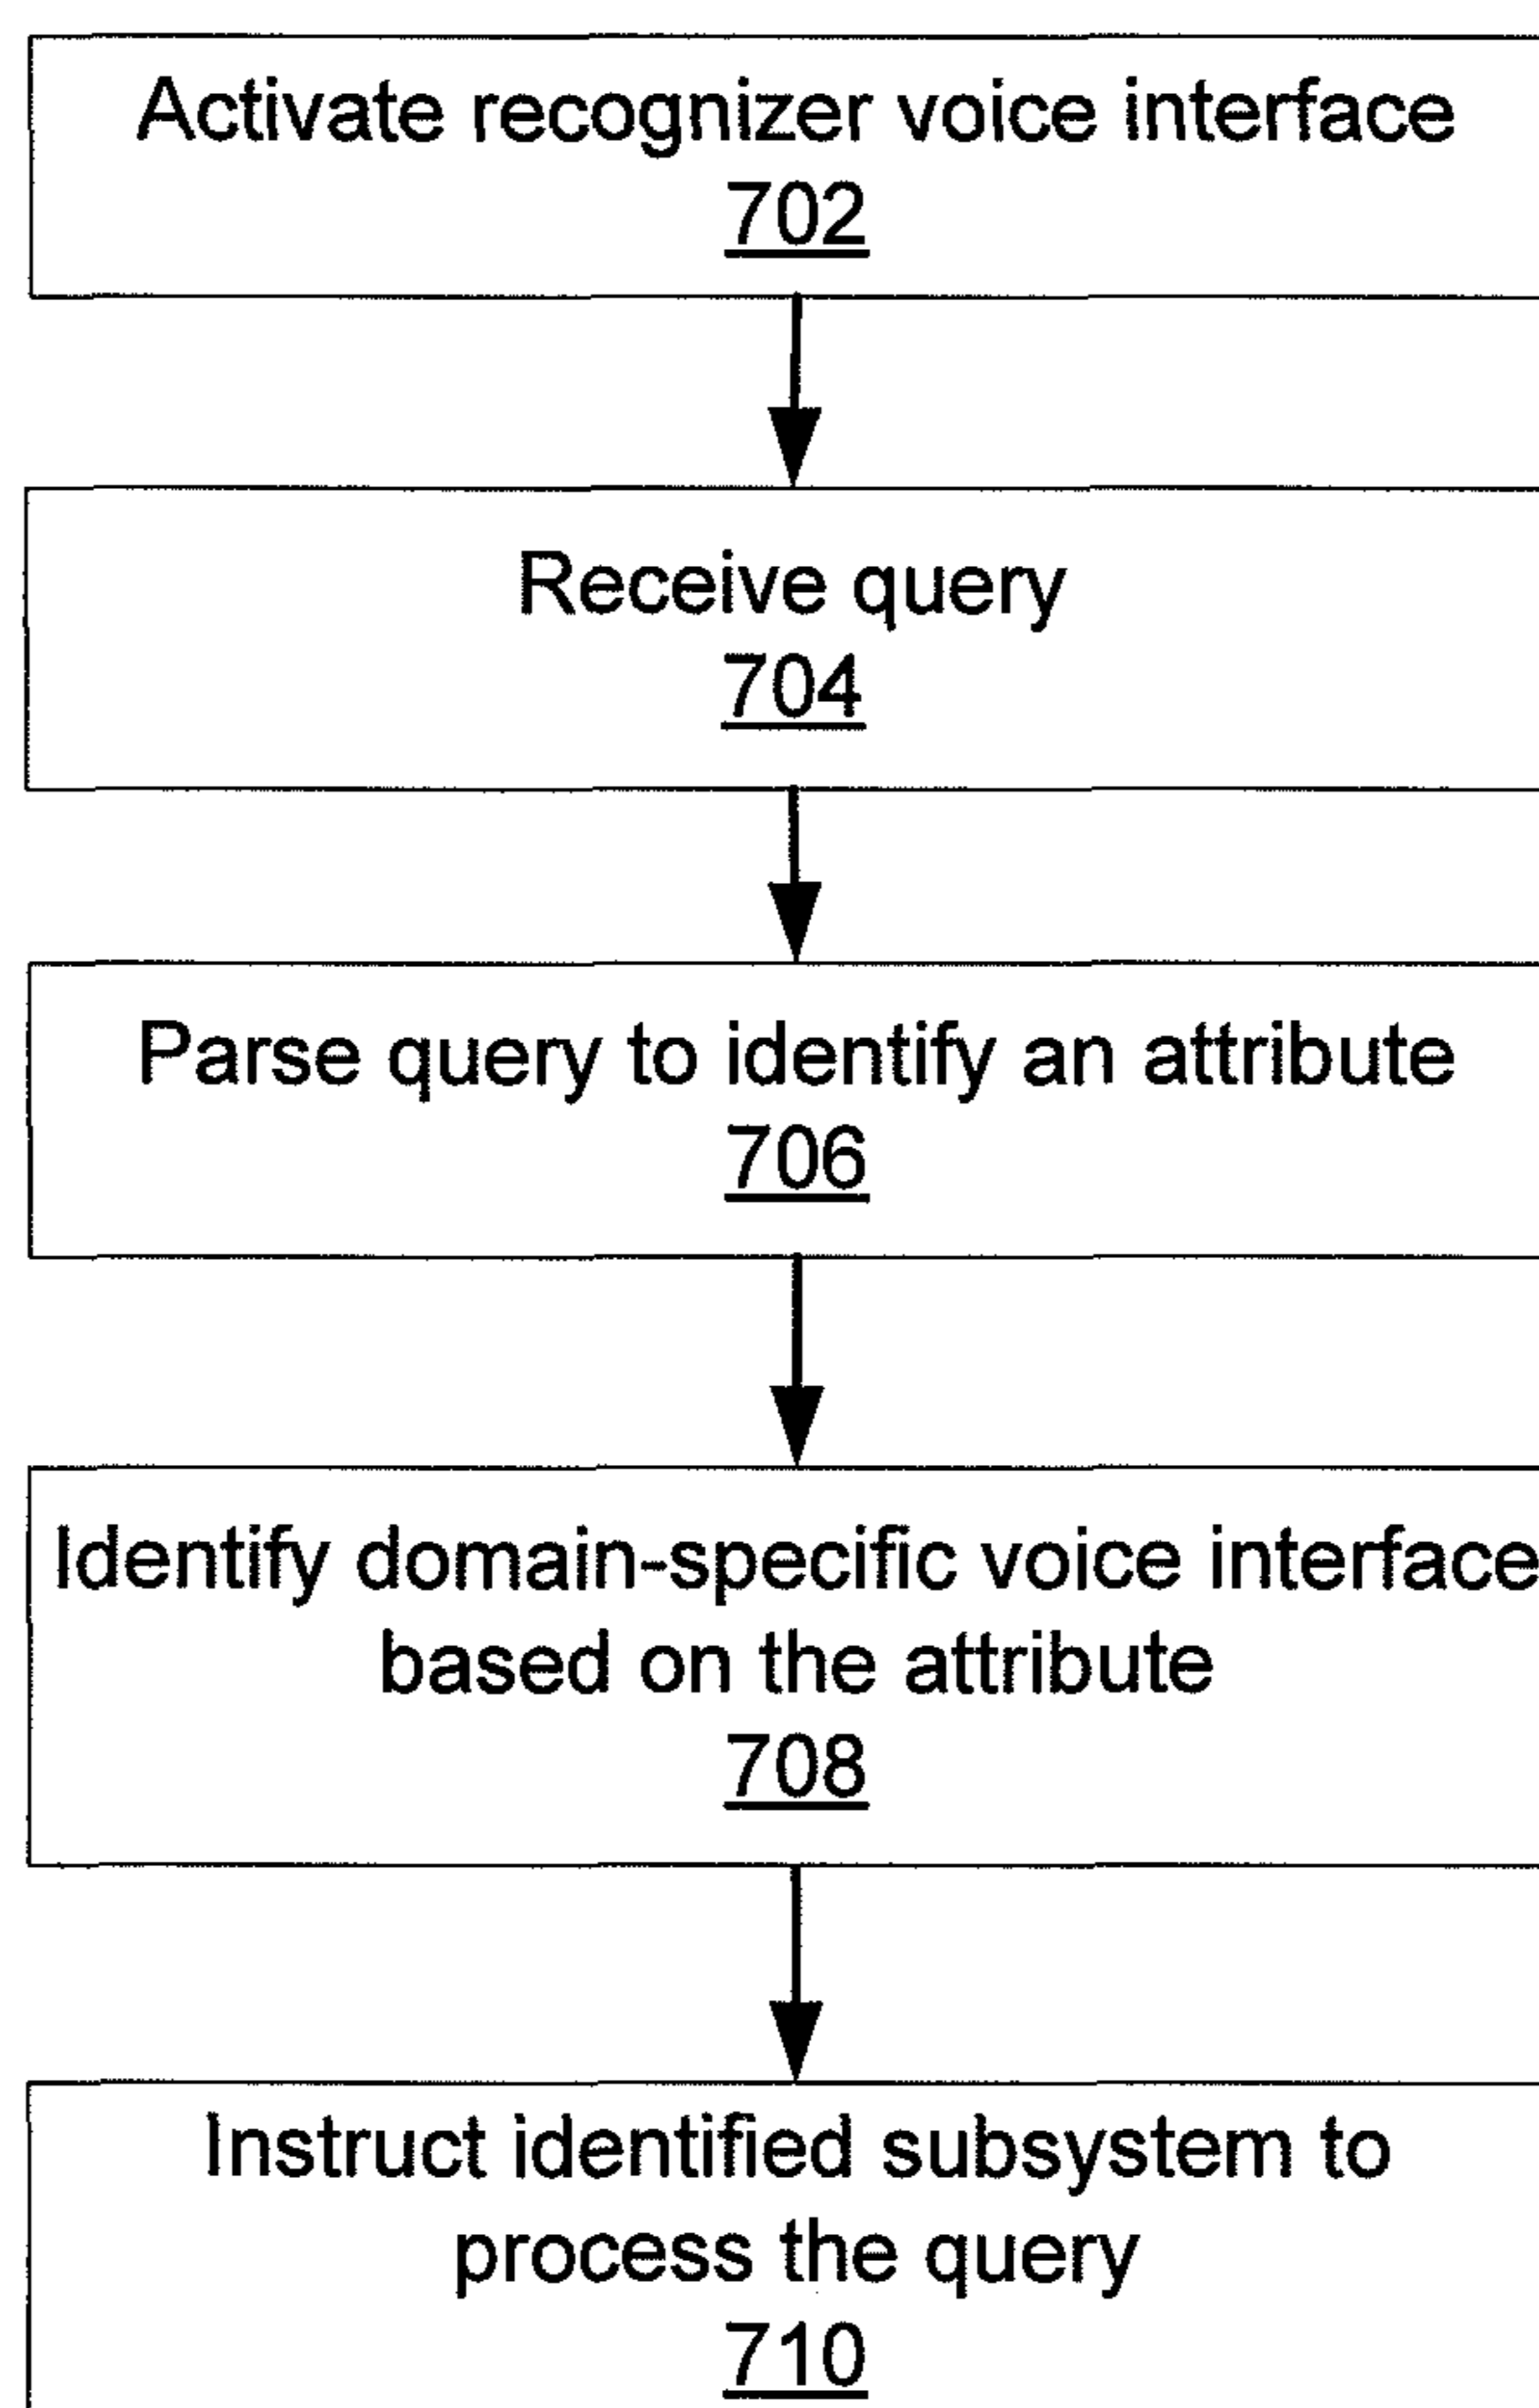 Activate recognizer voice interface
702
Receive query
704
Parse query to identify an attribute
706
Identify domain-specific voice interface
based on the attribute
708
Instruct identified subsystem to
process the query
710